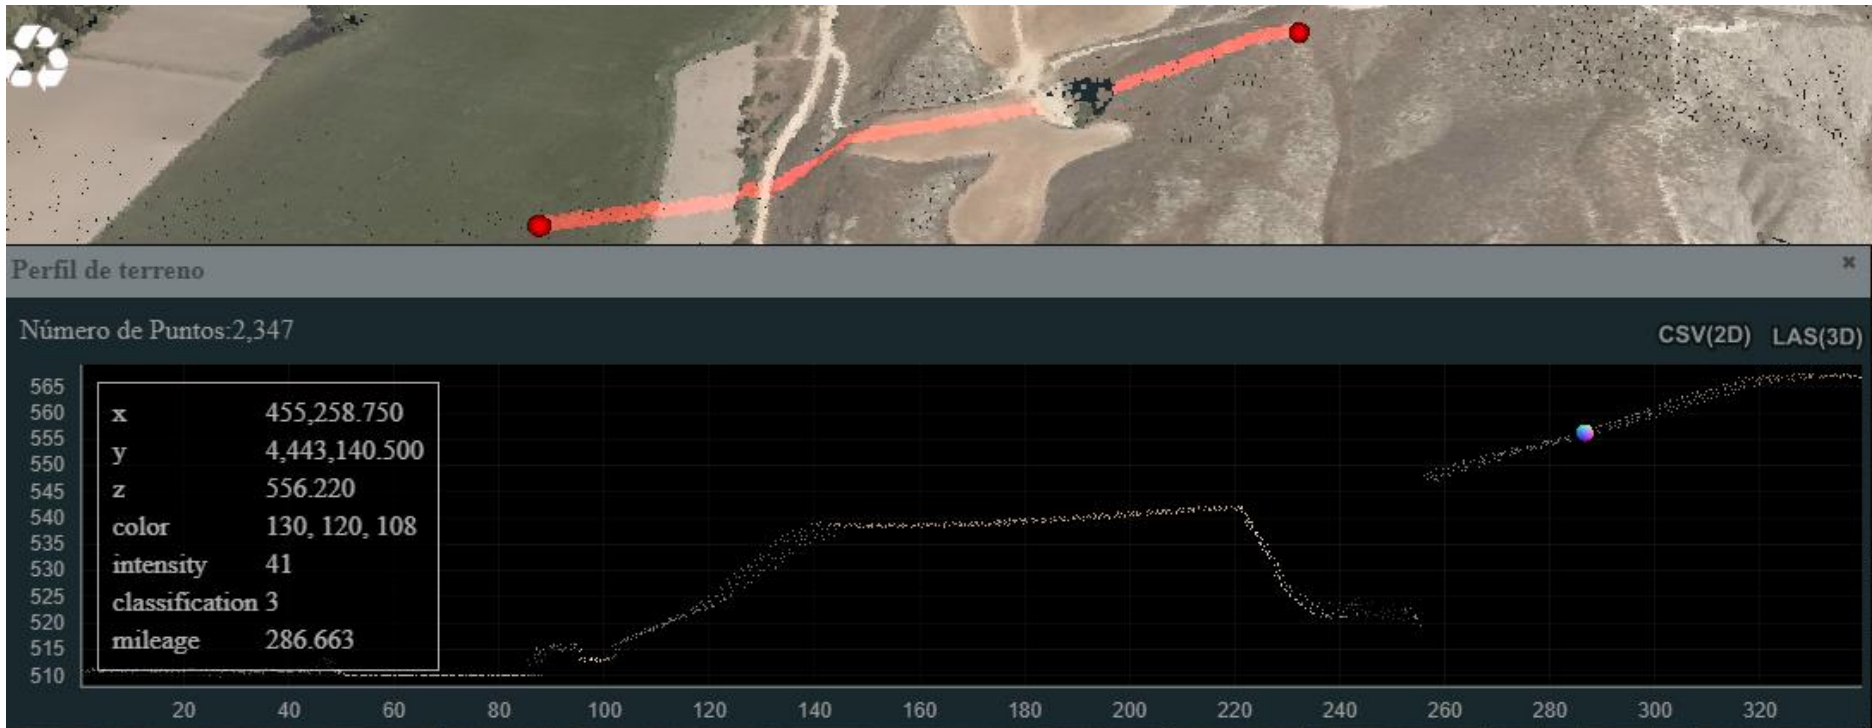 Perfil de terreno
Número de Puntos:2,347
CSV(2D) LAS(3D)
565
560
555
550
545
540
535
530
525
520
515
510
x 455,258.750
y 4,443,140.500
z 556.220
color 130, 120, 108
intensity 41
classification 3
mileage 286.663
20 40 60 80 100 120 140 160 180 200 220 240 260 280 300 320